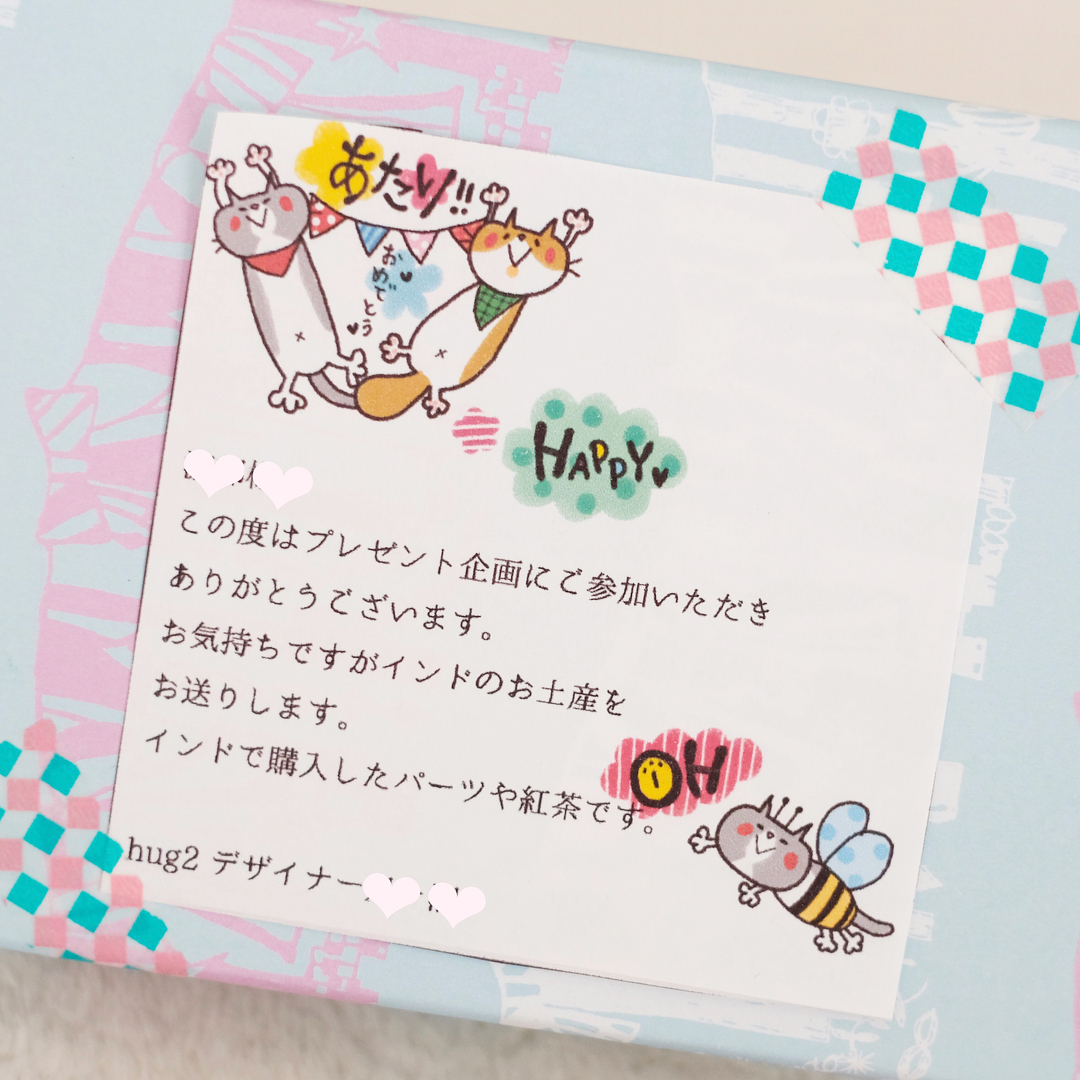 あたり!!
おめでとう
HAPPY
この度はプレゼント企画にご参加いただき
ありがとうございます。
お気持ちですがインドのお土産を
お送りします。
インドで購入したパーツや紅茶です。
OH
hug2 デザイナー